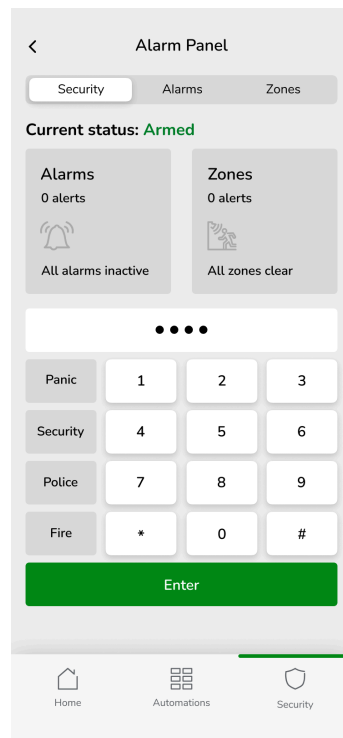 Alarm Panel
Security Alarms Zones
Current status: Armed
Alarms
0 alerts
All alarms inactive
Zones
0 alerts
All zones clear
••••
Panic 1 2 3
Security 4 5 6
Police 7 8 9
Fire * 0 #
Enter
Home Automations Security